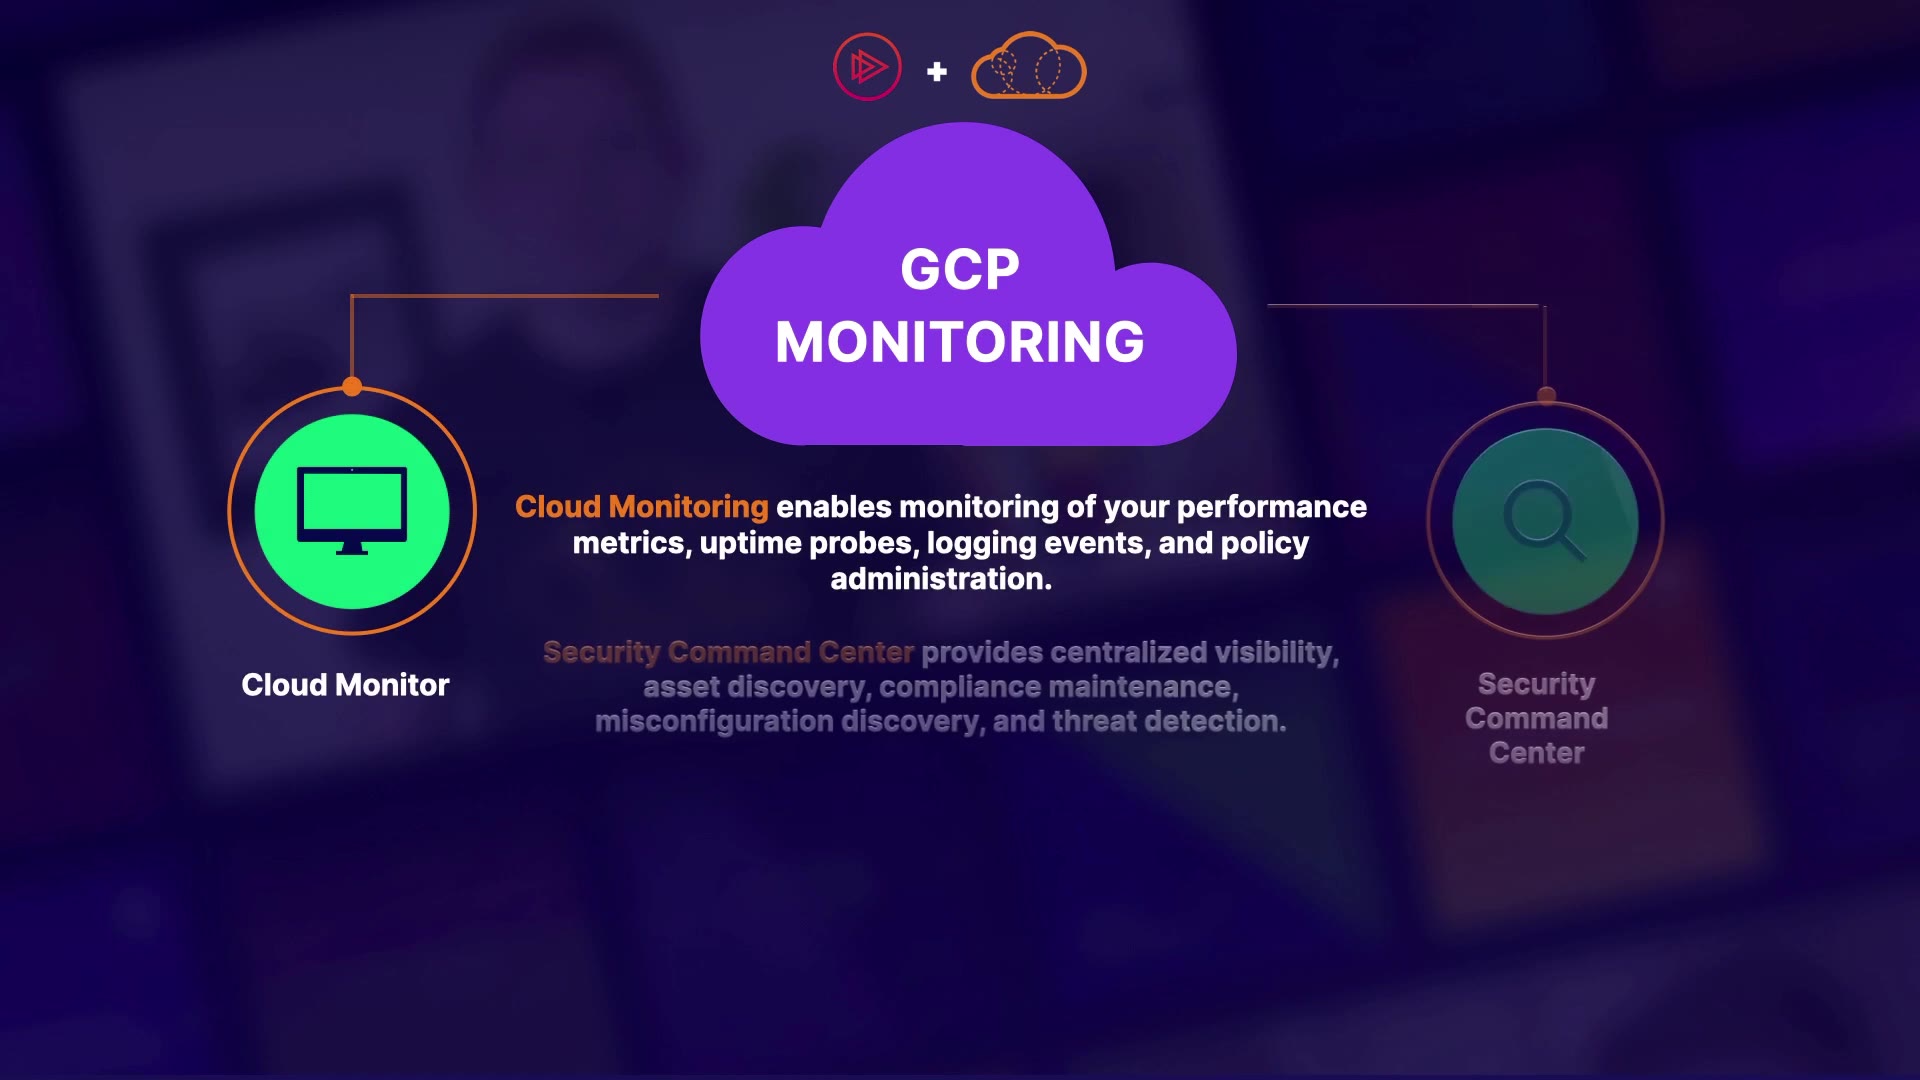 GCP
MONITORING
Cloud Monitoring enables monitoring of your performance
metrics, uptime probes, logging events, and policy
administration.
Cloud Monitor
Security Command Center provides centralized visibility,
asset discovery, compliance maintenance,
misconfiguration discovery, and threat detection.
Security
Command
Center